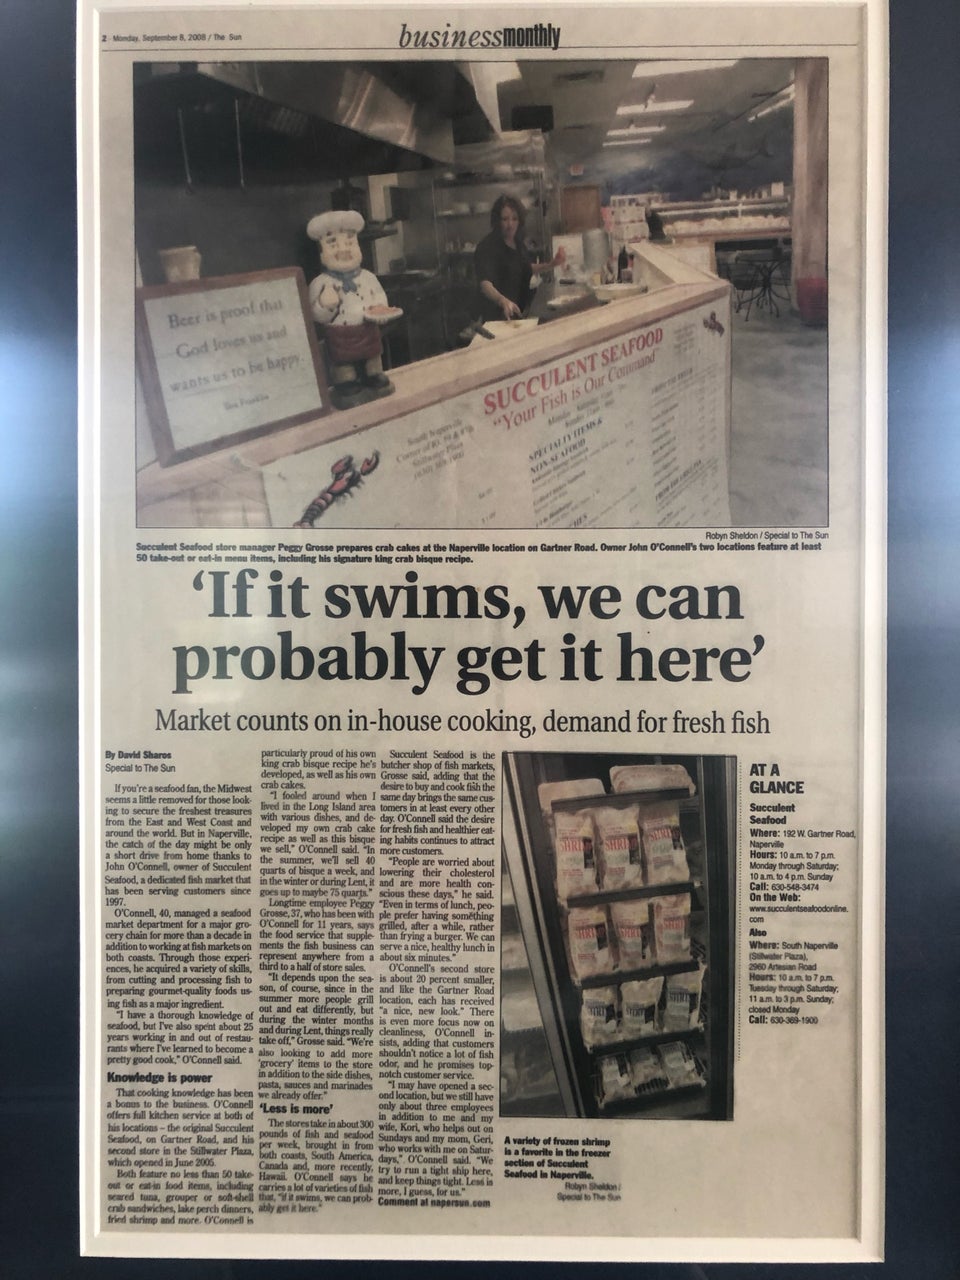 2 Monday, September 8, 2008 / The Sun
businessmonthly
Beer is proof that
God loves us and
wants us to be happy.
Ben Franklin
SUCCULENT SEAFOOD
"Your Fish is Our Command"
South Naperville
Stillwater Plaza
SPECIALTY ITEMS &
NON-SEAFOOD
Robyn Sheldon / Special to The Sun
Succulent Seafood store manager Peggy Grosse prepares crab cakes at the Naperville location on Gartner Road. Owner John O'Connell's two locations feature at least
50 take-out or eat-in menu items, including his signature king crab bisque recipe.
'If it swims, we can
probably get it here'
Market counts on in-house cooking, demand for fresh fish
By David Sharos
Special to The Sun
If you're a seafood fan, the Midwest
seems a little removed for those look-
ing to secure the freshest treasures
from the East and West Coast and
around the world. But in Naperville,
the catch of the day might be only
a short drive from home thanks to
John O'Connell, owner of Succulent
Seafood, a dedicated fish market that
has been serving customers since
1997.
O'Connell, 40, managed a seafood
market department for a major gro-
cery chain for more than a decade in
addition to working at fish markets on
both coasts. Through those experi-
ences, he acquired a variety of skills,
from cutting and processing fish to
preparing gourmet-quality foods us-
ing fish as a major ingredient.
"I have a thorough knowledge of
seafood, but I've also spent about 25
years working in and out of restau-
rants where I've learned to become a
pretty good cook," O'Connell said.
Knowledge is power
That cooking knowledge has been
a bonus to the business. O'Connell
offers full kitchen service at both of
his locations – the original Succulent
Seafood, on Gartner Road, and his
second store in the Stillwater Plaza,
which opened in June 2005.
Both feature no less than 50 take-
out or eat-in food items, including
seared tuna, grouper or soft-shell
crab sandwiches, lake perch dinners,
fried shrimp and more. O'Connell is
particularly proud of his own
king crab bisque recipe he's
developed, as well as his own
crab cakes.
"I fooled around when I
lived in the Long Island area
with various dishes, and de-
veloped my own crab cake
recipe as well as this bisque
we sell," O'Connell said. "In
the summer, we'll sell 40
quarts of bisque a week, and
in the winter or during Lent, it
goes up to maybe 75 quarts."
Longtime employee Peggy
Grosse, 37, who has been with
O'Connell for 11 years, says
the food service that supple-
ments the fish business can
represent anywhere from a
third to a half of store sales.
"It depends upon the sea-
son, of course, since in the
summer more people grill
out and eat differently, but
during the winter months
and during Lent, things really
take off," Grosse said. "We're
also looking to add more
'grocery' items to the store
in addition to the side dishes,
pasta, sauces and marinades
we already offer."
'Less is more'
The stores take in about 300
pounds of fish and seafood
per week, brought in from
both coasts, South America,
Canada and, more recently,
Hawaii. O'Connell says he
carries a lot of varieties of fish
that, "if it swims, we can prob-
ably get it here."
Succulent Seafood is the
butcher shop of fish markets,
Grosse said, adding that the
desire to buy and cook fish the
same day brings the same cus-
tomers in at least every other
day. O'Connell said the desire
for fresh fish and healthier eat-
ing habits continues to attract
more customers.
"People are worried about
lowering their cholesterol
and are more health con-
scious these days," he said.
"Even in terms of lunch, peo-
ple prefer having something
grilled, after a while, rather
than frying a burger. We can
serve a nice, healthy lunch in
about six minutes."
O'Connell's second store
is about 20 percent smaller,
and like the Gartner Road
location, each has received
"a nice, new look." There
is even more focus now on
cleanliness, O'Connell in-
sists, adding that customers
shouldn't notice a lot of fish
odor, and he promises top-
notch customer service.
"I may have opened a sec-
ond location, but we still have
only about three employees
in addition to me and my
wife, Kori, who helps out on
Sundays and my mom, Geri,
who works with me on Satur-
days," O'Connell said. "We
try to run a tight ship here,
and keep things tight. Less is
more, I guess, for us."
Comment at napersun.com
A variety of frozen shrimp
is a favorite in the freezer
section of Succulent
Seafood in Naperville.
Robyn Sheldon /
Special to The Sun
AT A
GLANCE
Succulent
Seafood
Where: 192 W. Gartner Road,
Naperville
Hours: 10 a.m. to 7 p.m.
Monday through Saturday;
10 a.m. to 4 p.m. Sunday
Call: 630-548-3474
On the Web:
www.succulentseafoodonline.
com
Also
Where: South Naperville
(Stillwater Plaza),
2960 Artesian Road
Hours: 10 a.m. to 7 p.m.
Tuesday through Saturday;
11 a.m. to 3 p.m. Sunday;
closed Monday
Call: 630-369-1900